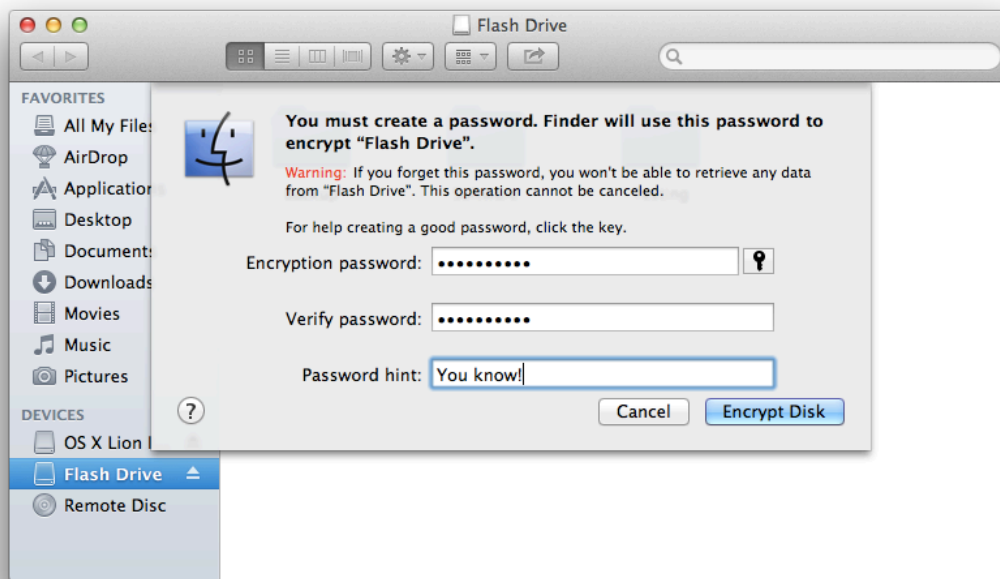 Flash Drive
FAVORITES
All My Files
AirDrop
Application
Desktop
Documents
Downloads
Movies
Music
Pictures
DEVICES
OS X Lion
Flash Drive
Remote Disc
You must create a password. Finder will use this password to
encrypt “Flash Drive”.
Warning: If you forget this password, you won't be able to retrieve any data
from “Flash Drive”. This operation cannot be canceled.
For help creating a good password, click the key.
Encryption password: ••••••••••
Verify password: ••••••••••
Password hint: You know!
?
Cancel
Encrypt Disk